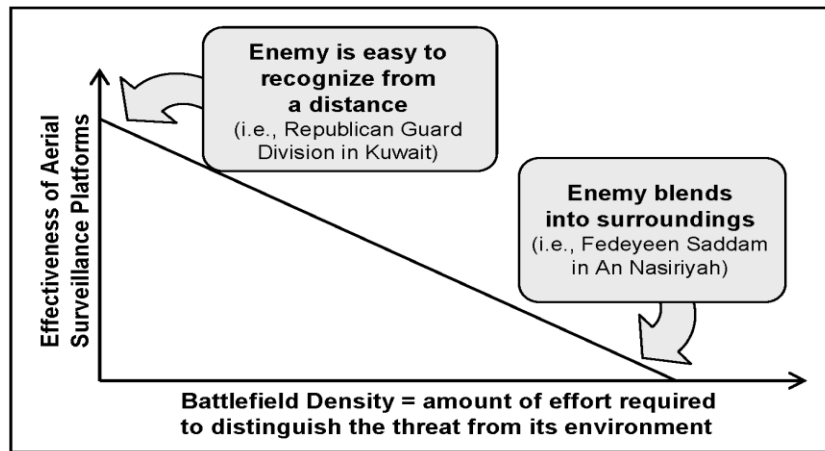 Enemy is easy to
recognize from
a distance
(i.e., Republican Guard
Division in Kuwait)
Enemy blends
into surroundings
(i.e., Fedeyeen Saddam
in An Nasiriyah)
Effectiveness of Aerial
Surveillance Platforms
Battlefield Density = amount of effort required
to distinguish the threat from its environment